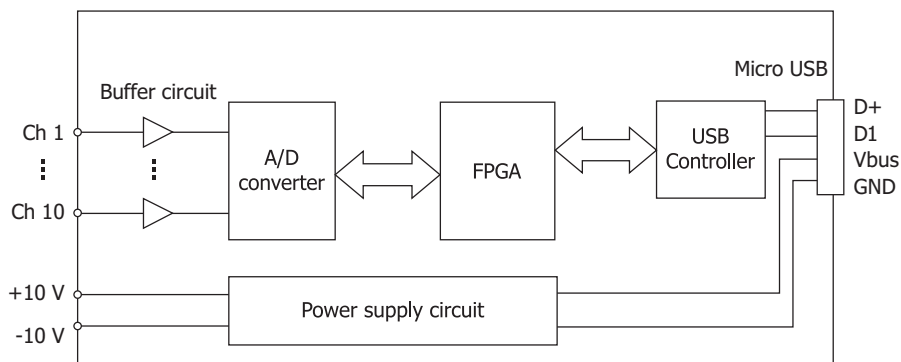 Micro USB
Buffer circuit
D+
Ch 1
A/D
converter
FPGA
USB
Controller
D1
Vbus
GND
Ch 10
+10 V
Power supply circuit
-10 V